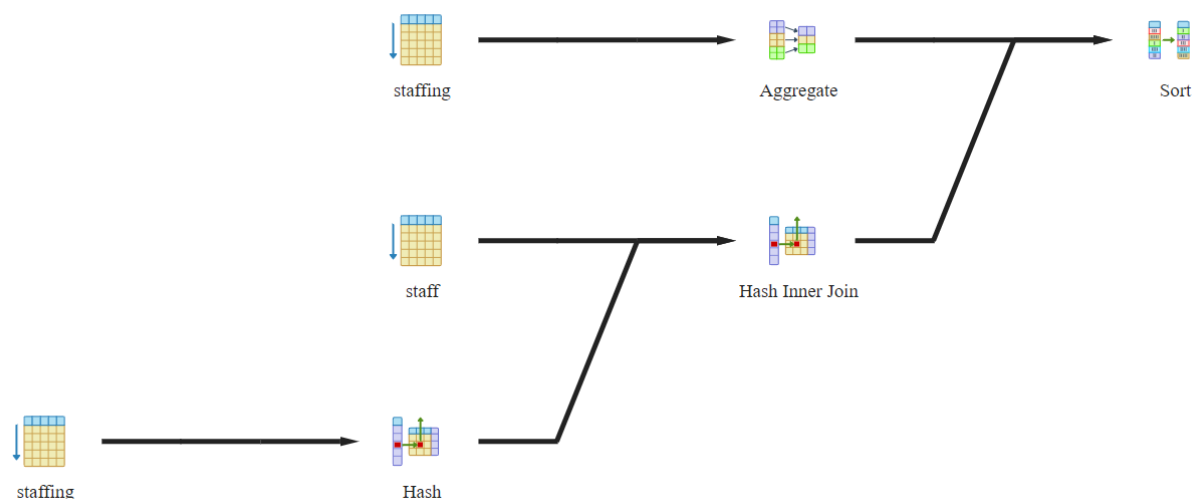 staffing
Aggregate
Sort
staff
Hash Inner Join
staffing
Hash